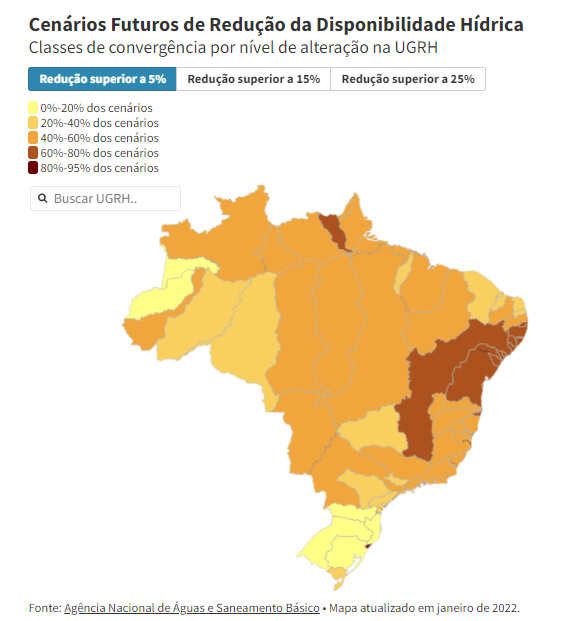 Cenários Futuros de Redução da Disponibilidade Hídrica
Classes de convergência por nível de alteração na UGRH
Redução superior a 5% Redução superior a 15% Redução superior a 25%
0%-20% dos cenários
20%-40% dos cenários
40%-60% dos cenários
60%-80% dos cenários
80%-95% dos cenários
Buscar UGRH..
Fonte: Agência Nacional de Águas e Saneamento Básico • Mapa atualizado em janeiro de 2022.